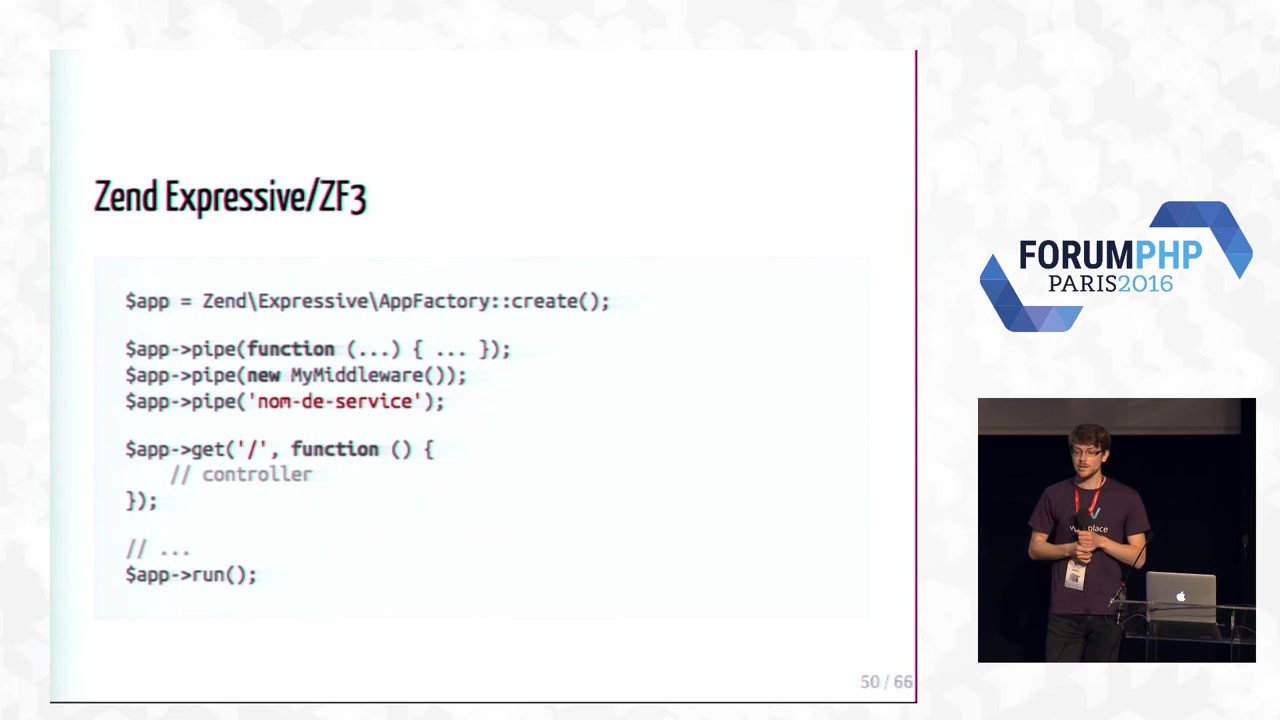 Zend Expressive/ZF3
$app = Zend\Expressive\AppFactory::create();
$app->pipe(function (...) { ... });
$app->pipe(new MyMiddleware());
$app->pipe('nom-de-service');
$app->get('/', function () {
// controller
});
// ...
$app->run();
50 / 66
FORUMPHP
PARIS2016
place